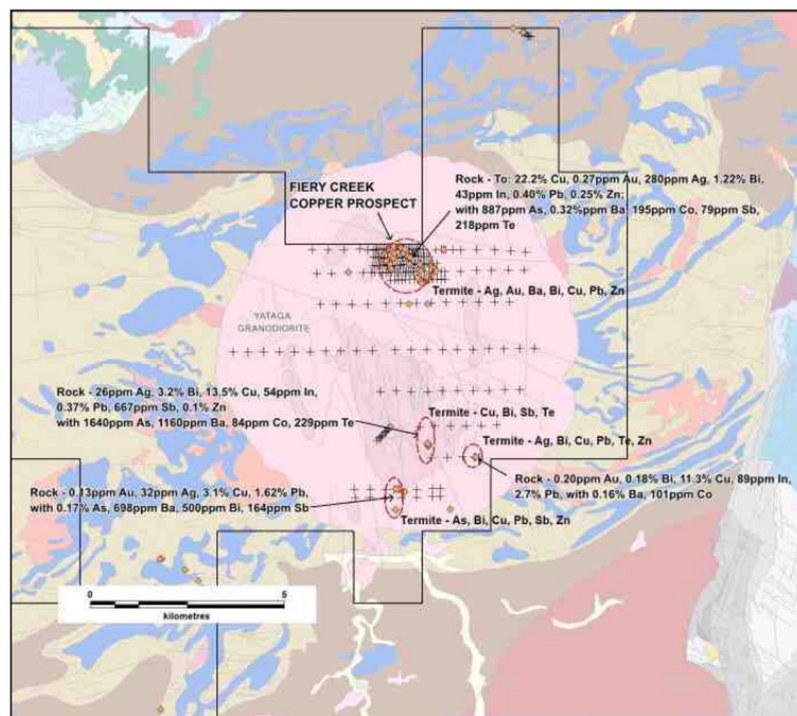 FIERY CREEK
COPPER PROSPECT
Rock - To: 22.2% Cu, 0.27ppm Au, 280ppm Ag, 1.22% Bi,
43ppm In, 0.40% Pb, 0.25% Zn;
with 887ppm As, 0.32%ppm Ba, 195ppm Co, 79ppm Sb,
218ppm Te
Termite - Ag, Au, Ba, Bi, Cu, Pb, Zn
YATAGA
GRANODIORITE
Rock - 26ppm Ag, 3.2% Bi, 13.5% Cu, 54ppm In,
0.37% Pb, 667ppm Sb, 0.1% Zn
with 1640ppm As, 1160ppm Ba, 84ppm Co, 229ppm Te
Termite - Cu, Bi, Sb, Te
Termite - Ag, Bi, Cu, Pb, Te, Zn
Rock - 0.20ppm Au, 0.18% Bi, 11.3% Cu, 89ppm In,
2.7% Pb, with 0.16% Ba, 101ppm Co
Rock - 0.13ppm Au, 32ppm Ag, 3.1% Cu, 1.62% Pb,
with 0.17% As, 698ppm Ba, 500ppm Bi, 164ppm Sb
Termite - As, Bi, Cu, Pb, Sb, Zn
0 5
kilometres